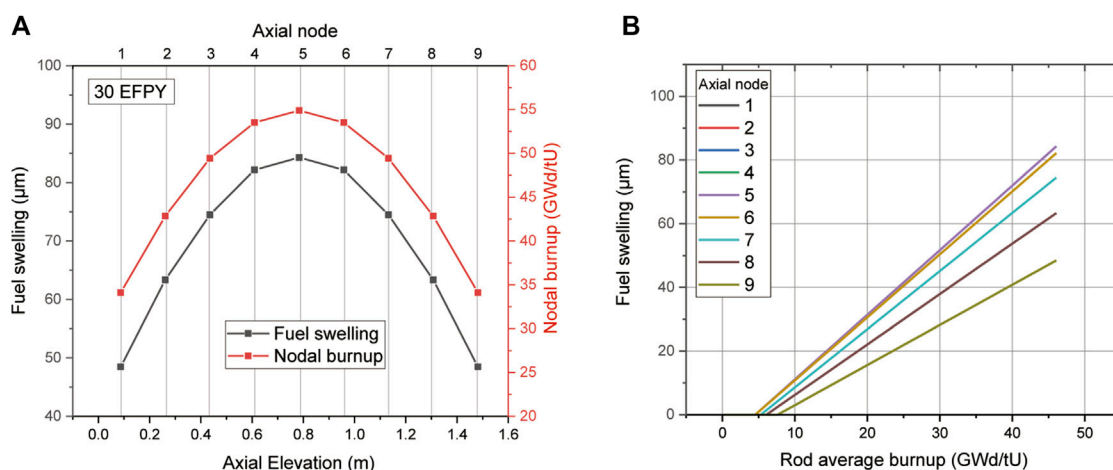 A
Axial node
1 2 3 4 5 6 7 8 9
30 EFPY
100
90
80
70
60
50
40
Fuel swelling (μm)
60
55
50
45
40
35
30
25
20
Nodal burnup (GWd/tU)
Fuel swelling
Nodal burnup
0.0 0.2 0.4 0.6 0.8 1.0 1.2 1.4 1.6
Axial Elevation (m)
B
Axial node
1
2
3
4
5
6
7
8
9
100
80
60
40
20
0
Fuel swelling (μm)
0 10 20 30 40 50
Rod average burnup (GWd/tU)